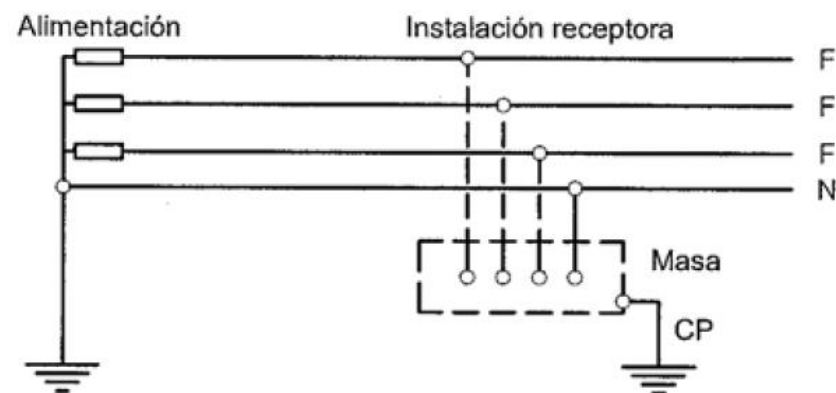 Alimentación
Instalación receptora
F
F
F
N
Masa
CP